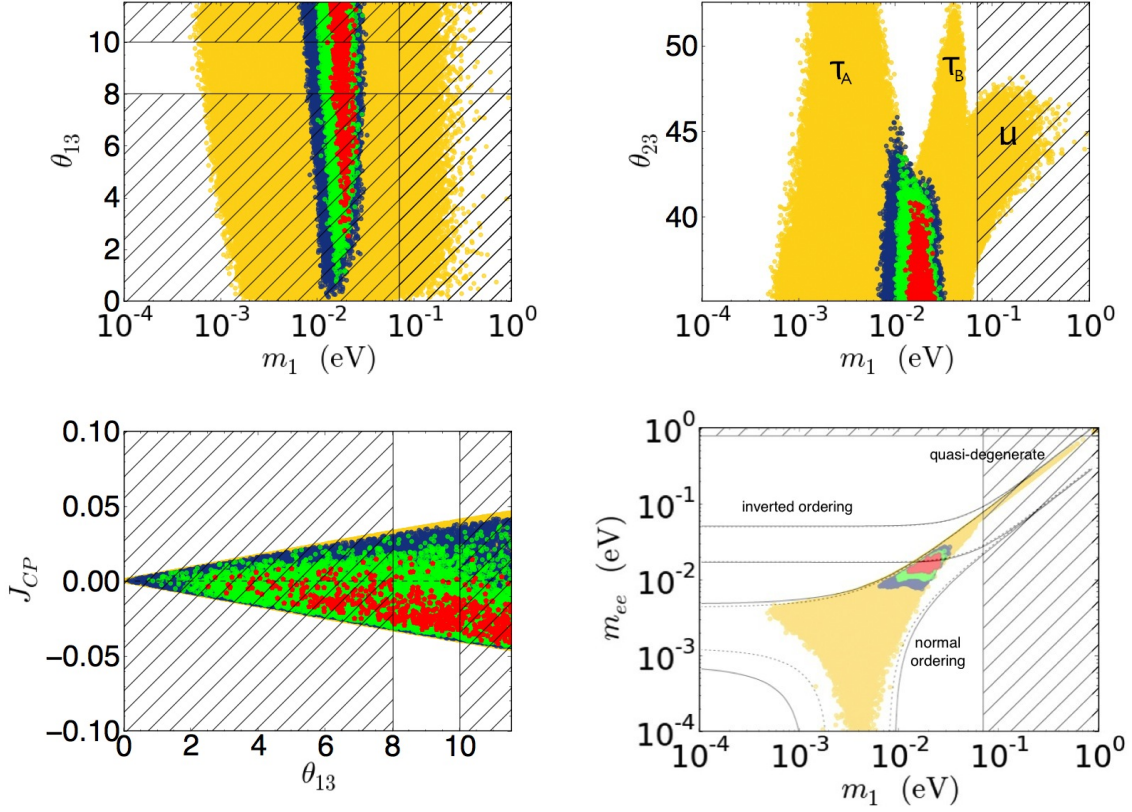 10
8
6
4
2
0
θ13
10^-4 10^-3 10^-2 10^-1 10^0
m1 (eV)
50
45
40
θ23
τA τB u
10^-4 10^-3 10^-2 10^-1 10^0
m1 (eV)
0.10
0.05
0.00
−0.05
−0.10
JCP
0 2 4 6 8 10
θ13
10^0
10^-1
10^-2
10^-3
10^-4
mee (eV)
quasi-degenerate
inverted ordering
normal
ordering
10^-4 10^-3 10^-2 10^-1 10^0
m1 (eV)